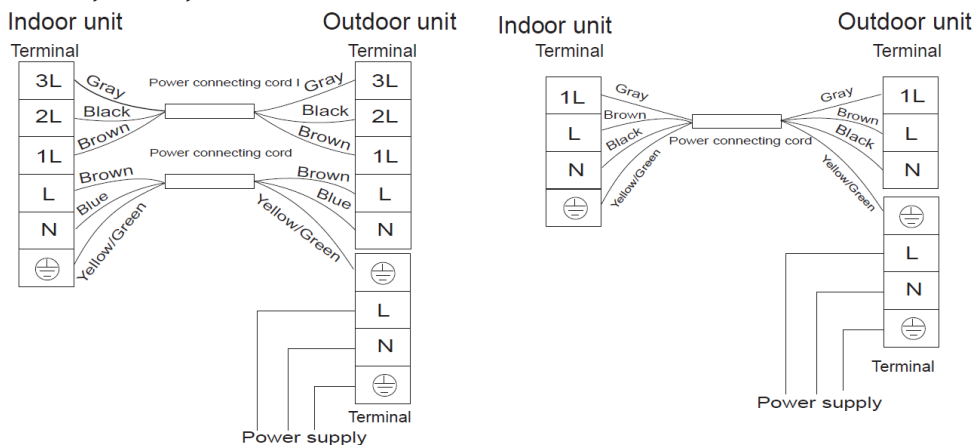 Indoor unit
Terminal
3L
2L
1L
L
N
Gray
Black
Brown
Brown
Blue
Yellow/Green
Power connecting cord I
Power connecting cord
Outdoor unit
Terminal
Gray
Black
Brown
Brown
Blue
Yellow/Green
3L
2L
1L
L
N
L
N
Terminal
Power supply
Indoor unit
Terminal
1L
L
N
Gray
Brown
Black
Yellow/Green
Power connecting cord
Outdoor unit
Terminal
Gray
Brown
Black
Yellow/Green
1L
L
N
L
N
Terminal
Power supply